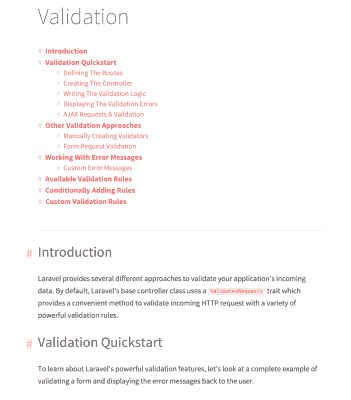 Validation
# Introduction
# Validation Quickstart
# Defining The Routes
# Creating The Controller
# Writing The Validation Logic
# Displaying The Validation Errors
# AJAX Requests & Validation
# Other Validation Approaches
# Manually Creating Validators
# Form Request Validation
# Working With Error Messages
# Custom Error Messages
# Available Validation Rules
# Conditionally Adding Rules
# Custom Validation Rules
# Introduction
Laravel provides several different approaches to validate your application's incoming
data. By default, Laravel's base controller class uses a ValidatesRequests trait which
provides a convenient method to validate incoming HTTP request with a variety of
powerful validation rules.
# Validation Quickstart
To learn about Laravel's powerful validation features, let's look at a complete example of
validating a form and displaying the error messages back to the user.